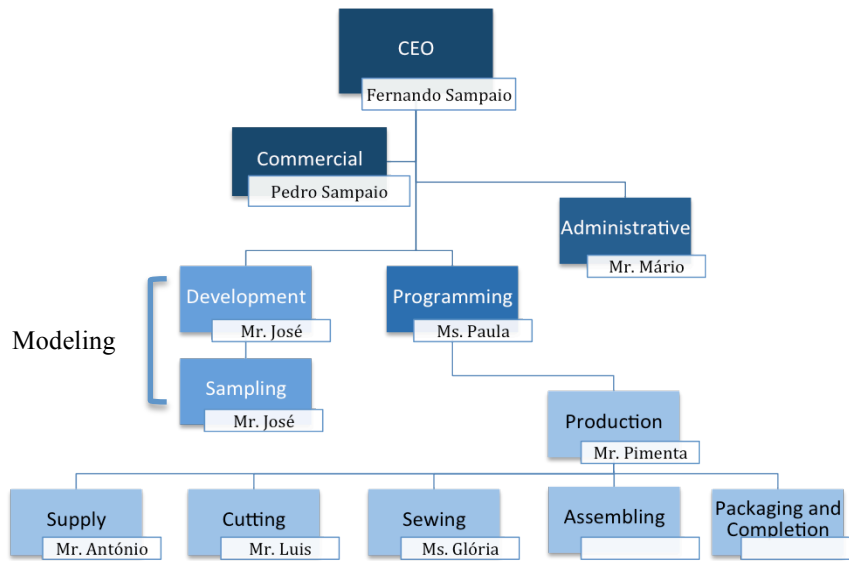 CEO
Fernando Sampaio
Commercial
Pedro Sampaio
Administrative
Mr. Mário
Development
Mr. José
Programming
Ms. Paula
Modeling
Sampling
Mr. José
Production
Mr. Pimenta
Supply
Mr. António
Cutting
Mr. Luis
Sewing
Ms. Glória
Assembling
Packaging and
Completion